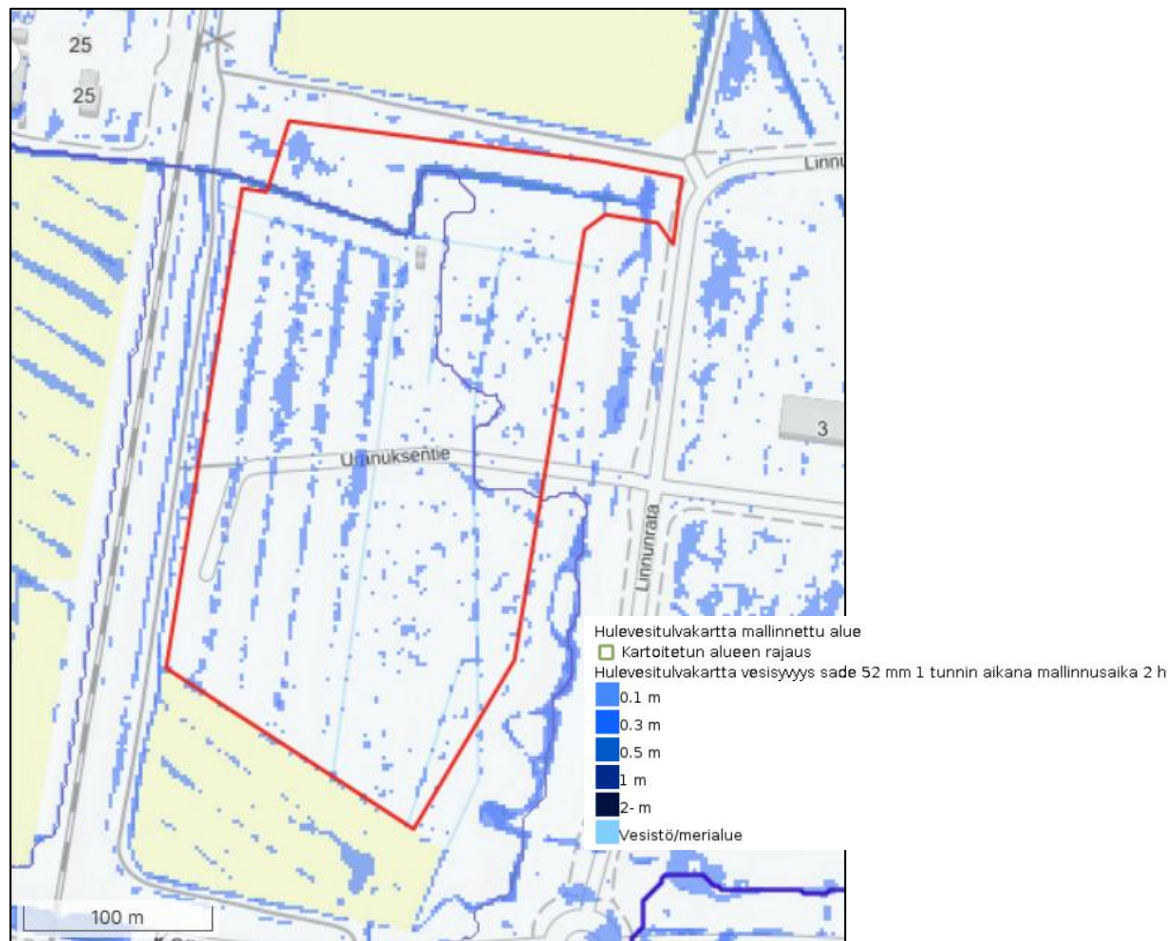 25
25
Linnu
3
Uranuksentie
Linnunrata
Hulevesitulvakartta mallinnettu alue
Kartoitetun alueen rajaus
Hulevesitulvakartta vesisyvyys sade 52 mm 1 tunnin aikana mallinnusaika 2 h
0.1 m
0.3 m
0.5 m
1 m
2- m
Vesistö/merialue
100 m